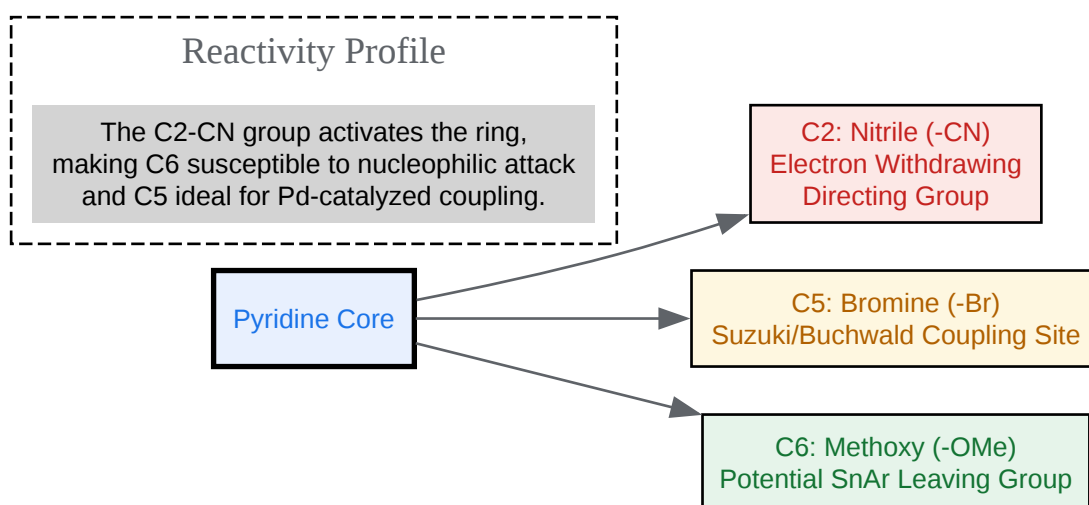 Reactivity Profile
The C2-CN group activates the ring,
making C6 susceptible to nucleophilic attack
and C5 ideal for Pd-catalyzed coupling.
C2: Nitrile (-CN)
Electron Withdrawing
Directing Group
Pyridine Core
C5: Bromine (-Br)
Suzuki/Buchwald Coupling Site
C6: Methoxy (-OMe)
Potential SnAr Leaving Group